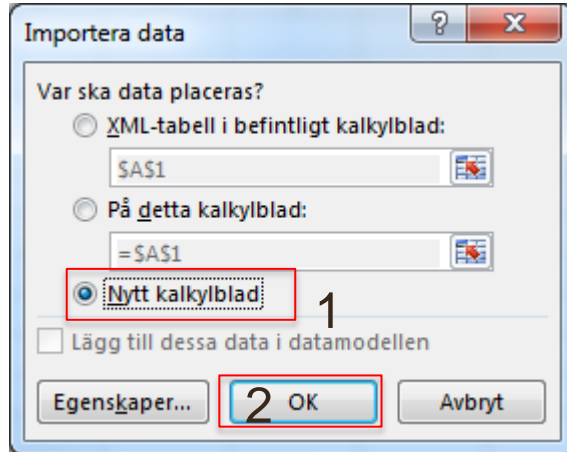 Importera data
Var ska data placeras?
XML-tabell i befintligt kalkylblad:
$A$1
På detta kalkylblad:
=$A$1
Nytt kalkylblad
1
Lägg till dessa data i datamodellen
Egenskaper... 2 OK Avbryt